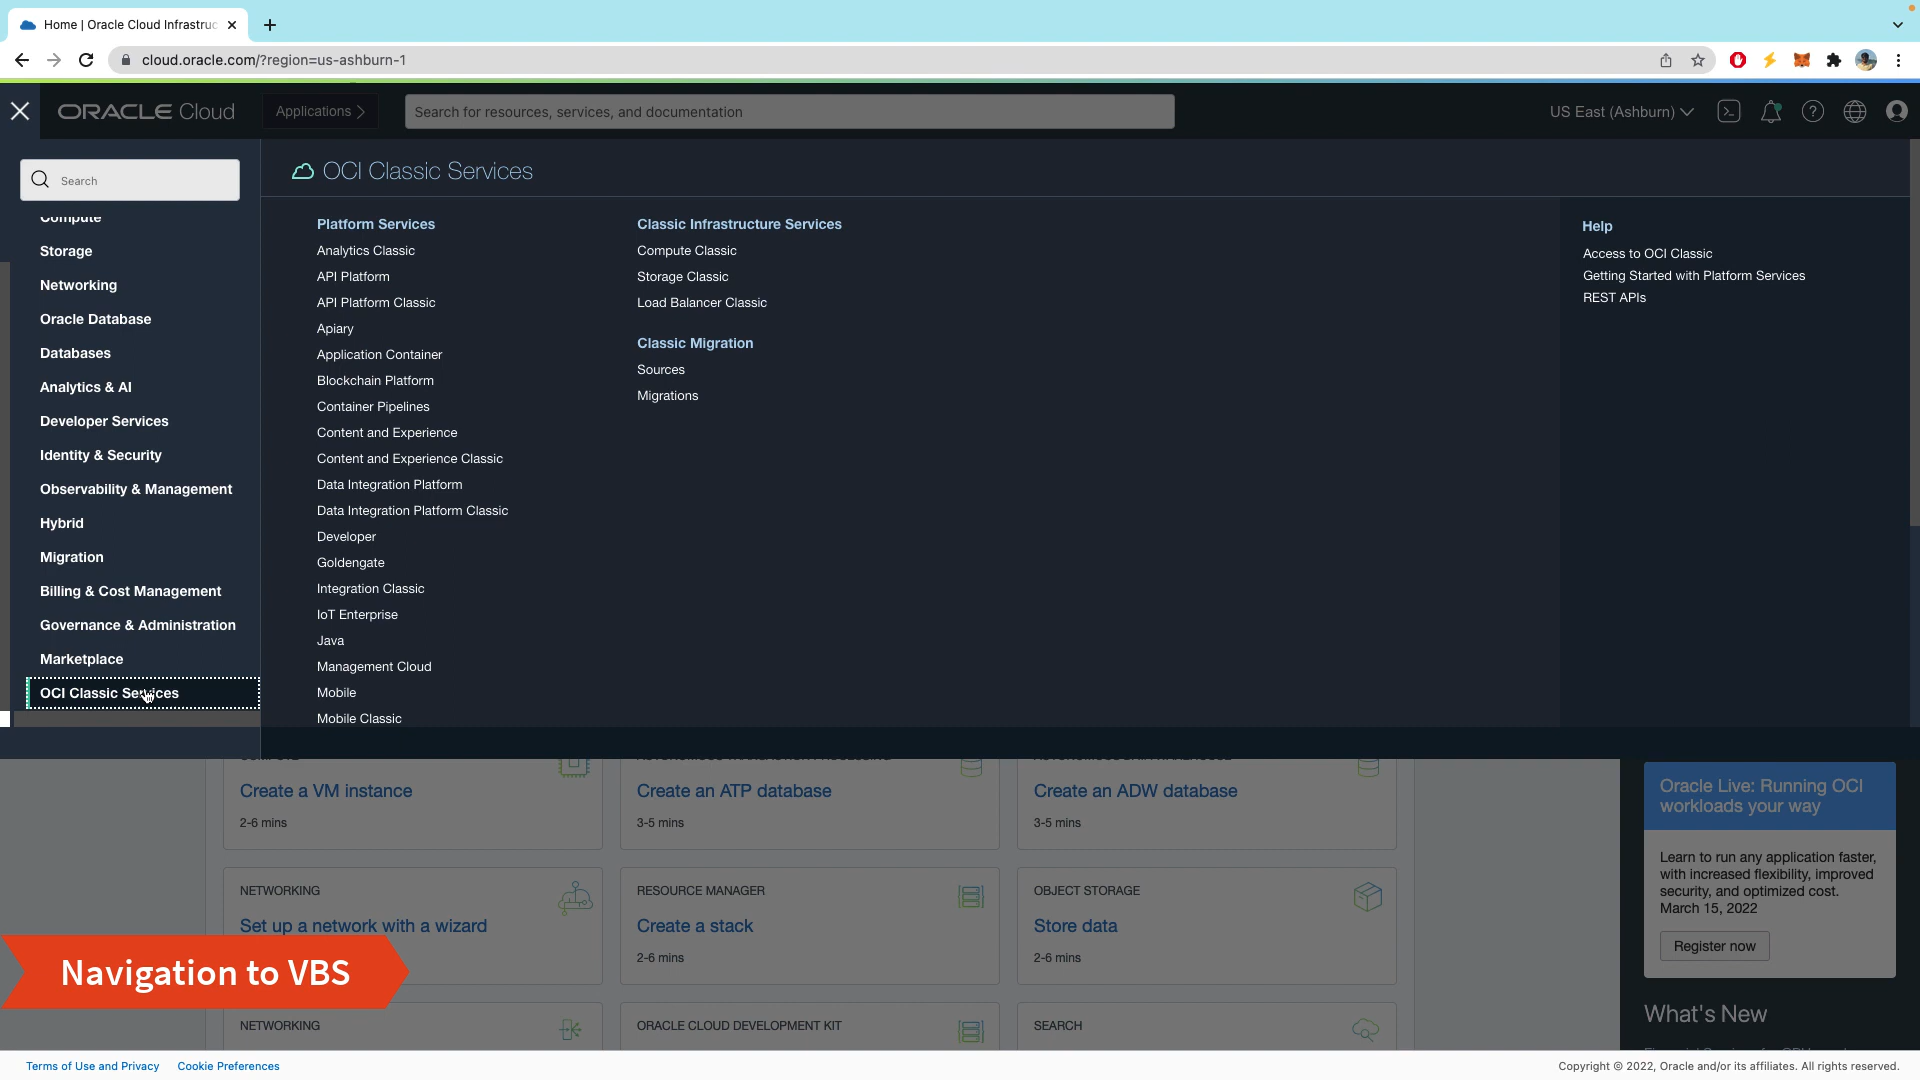 Home | Oracle Cloud Infrastruc
cloud.oracle.com/?region=us-ashburn-1
ORACLE Cloud
Applications
Search for resources, services, and documentation
US East (Ashburn)
Search
Compute
Storage
Networking
Oracle Database
Databases
Analytics & AI
Developer Services
Identity & Security
Observability & Management
Hybrid
Migration
Billing & Cost Management
Governance & Administration
Marketplace
OCI Classic Services
OCI Classic Services
Platform Services
Analytics Classic
API Platform
API Platform Classic
Apiary
Application Container
Blockchain Platform
Container Pipelines
Content and Experience
Content and Experience Classic
Data Integration Platform
Data Integration Platform Classic
Developer
Goldengate
Integration Classic
IoT Enterprise
Java
Management Cloud
Mobile
Mobile Classic
Classic Infrastructure Services
Compute Classic
Storage Classic
Load Balancer Classic
Classic Migration
Sources
Migrations
Help
Access to OCI Classic
Getting Started with Platform Services
REST APIs
Create a VM instance
2-6 mins
Create an ATP database
3-5 mins
Create an ADW database
3-5 mins
NETWORKING
Set up a network with a wizard
RESOURCE MANAGER
Create a stack
2-6 mins
OBJECT STORAGE
Store data
2-6 mins
NETWORKING
ORACLE CLOUD DEVELOPMENT KIT
SEARCH
Oracle Live: Running OCI
workloads your way
Learn to run any application faster,
with increased flexibility, improved
security, and optimized cost.
March 15, 2022
Register now
What's New
Navigation to VBS
Terms of Use and Privacy
Cookie Preferences
Copyright © 2022, Oracle and/or its affiliates. All rights reserved.